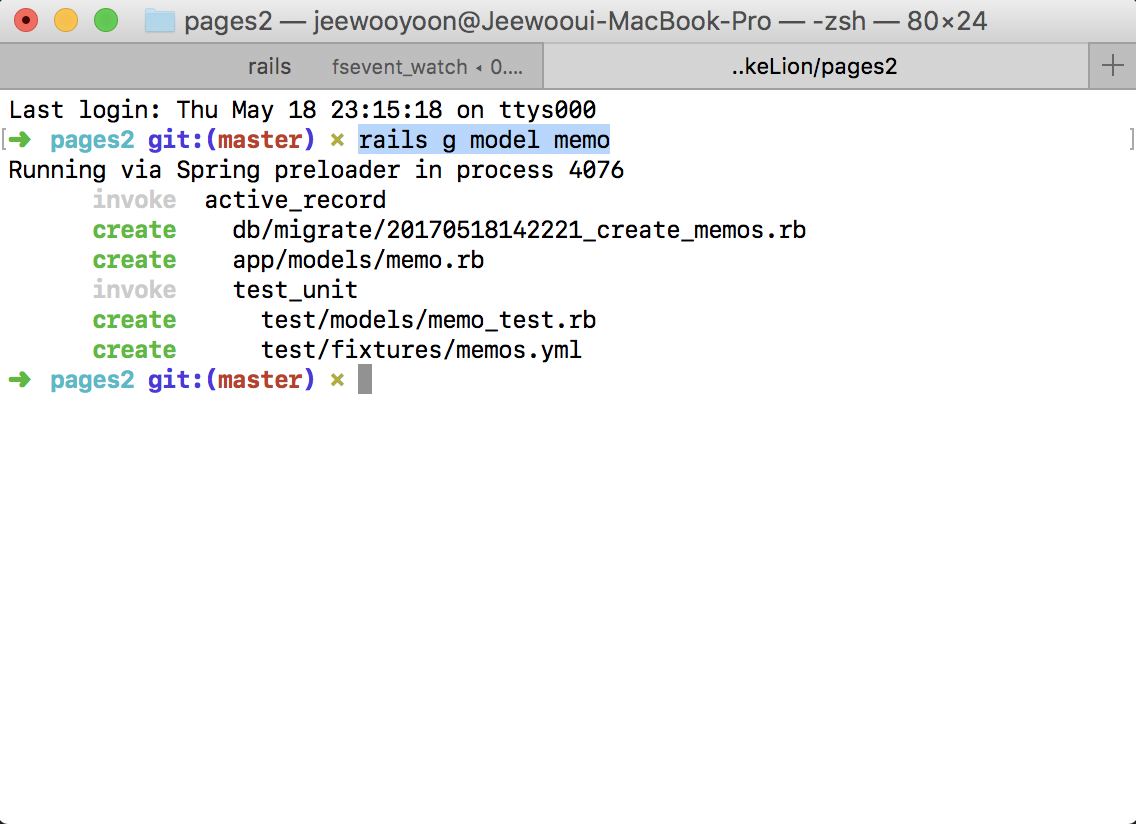 pages2 — jeewooyoon@Jeewooui-MacBook-Pro — -zsh — 80×24
rails fsevent_watch ◂ 0.... ..keLion/pages2 +
Last login: Thu May 18 23:15:18 on ttys000
[➜ pages2 git:(master) × rails g model memo ]
Running via Spring preloader in process 4076
invoke active_record
create db/migrate/20170518142221_create_memos.rb
create app/models/memo.rb
invoke test_unit
create test/models/memo_test.rb
create test/fixtures/memos.yml
➜ pages2 git:(master) ×